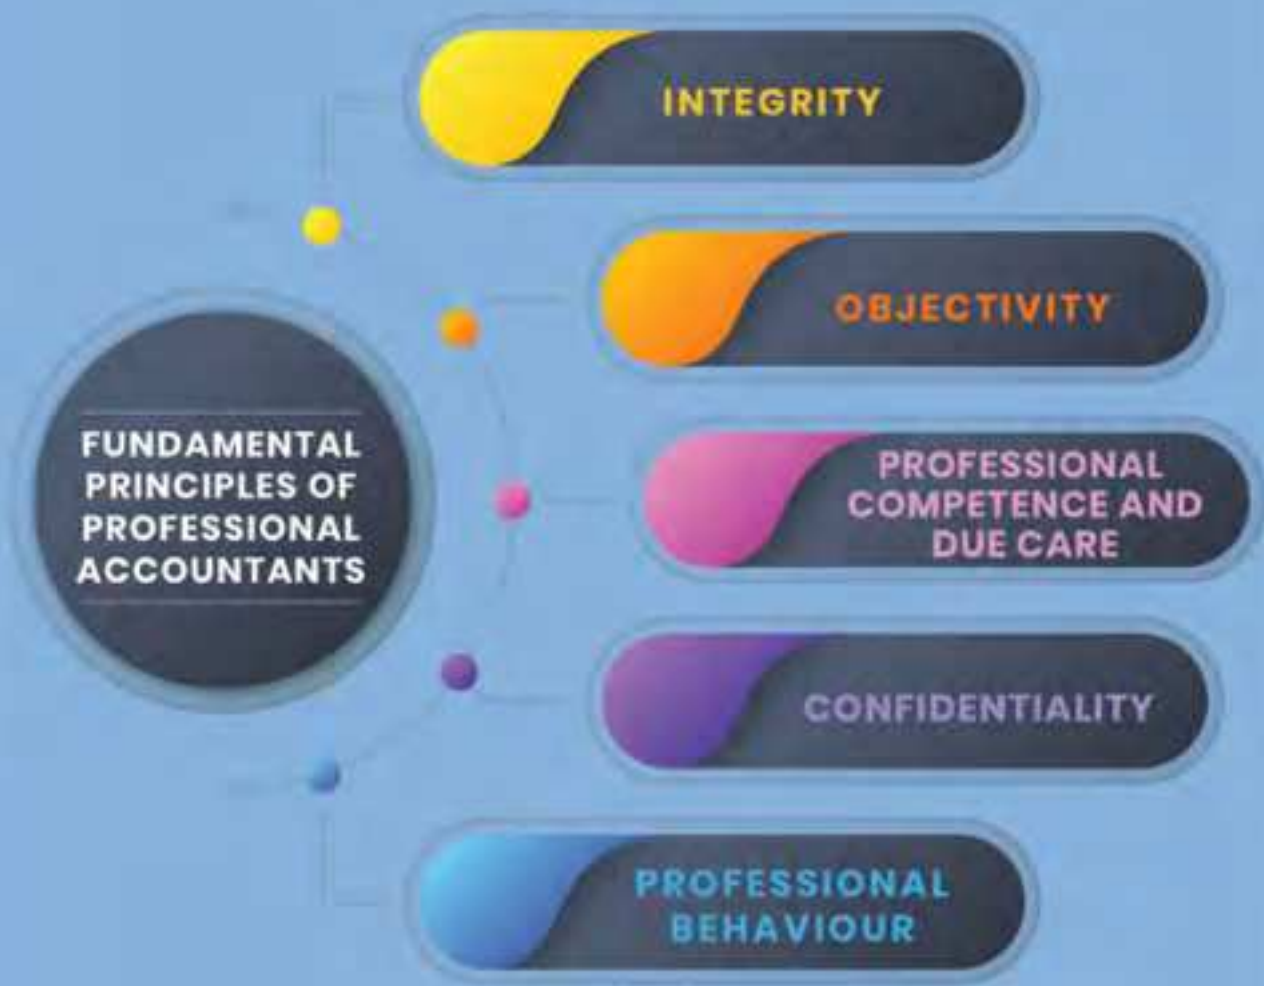 FUNDAMENTAL
PRINCIPLES OF
PROFESSIONAL
ACCOUNTANTS
INTEGRITY
OBJECTIVITY
PROFESSIONAL
COMPETENCE AND
DUE CARE
CONFIDENTIALITY
PROFESSIONAL
BEHAVIOUR